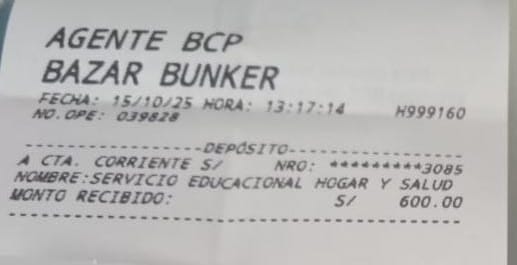 AGENTE BCP
BAZAR BUNKER
FECHA: 15/10/25 HORA: 13:17:14 H999160
NO.OPE: 039828
------------------DEPÓSITO------------------
A CTA. CORRIENTE S/ NRO: *********3085
NOMBRE:SERVICIO EDUCACIONAL HOGAR Y SALUD
MONTO RECIBIDO: S/ 600.00
--------------------------------------------